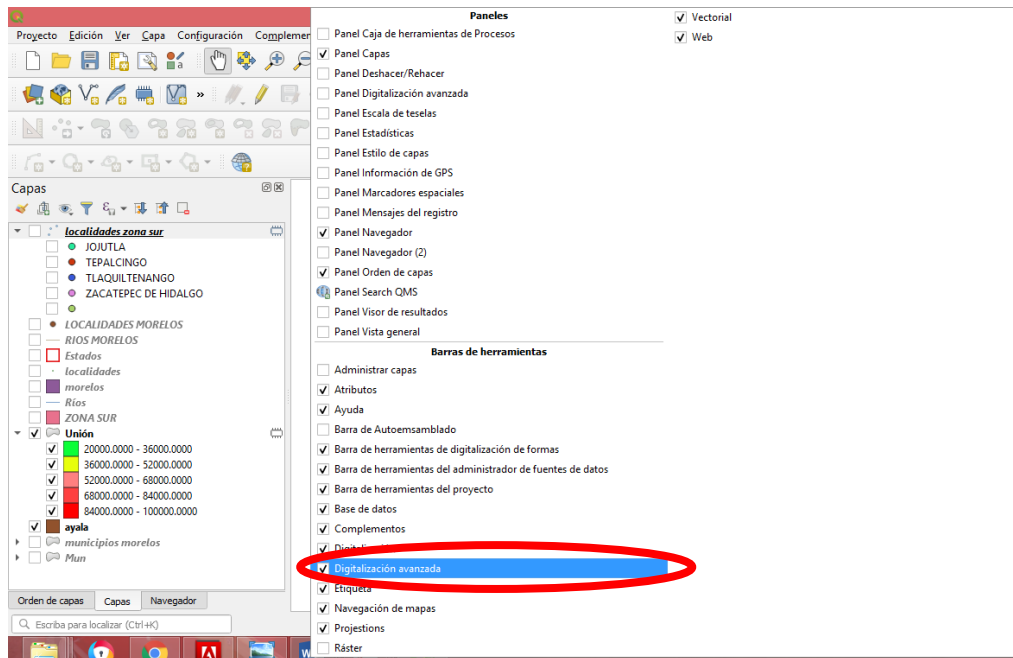 Proyecto Edición Ver Capa Configuración Complemen
Capas
localidades zona sur
JOJUTLA
TEPALCINGO
TLAQUILTENANGO
ZACATEPEC DE HIDALGO
LOCALIDADES MORELOS
RIOS MORELOS
Estados
localidades
morelos
Ríos
ZONA SUR
Unión
20000.0000 - 36000.0000
36000.0000 - 52000.0000
52000.0000 - 68000.0000
68000.0000 - 84000.0000
84000.0000 - 100000.0000
ayala
municipios morelos
Mun
Orden de capas Capas Navegador
Escriba para localizar (Ctrl+K)
Paneles
Panel Caja de herramientas de Procesos
Panel Capas
Panel Deshacer/Rehacer
Panel Digitalización avanzada
Panel Escala de teselas
Panel Estadísticas
Panel Estilo de capas
Panel Información de GPS
Panel Marcadores espaciales
Panel Mensajes del registro
Panel Navegador
Panel Navegador (2)
Panel Orden de capas
Panel Search QMS
Panel Visor de resultados
Panel Vista general
Barras de herramientas
Administrar capas
Atributos
Ayuda
Barra de Autoemsamblado
Barra de herramientas de digitalización de formas
Barra de herramientas del administrador de fuentes de datos
Barra de herramientas del proyecto
Base de datos
Complementos
Digitalización avanzada
Etiqueta
Navegación de mapas
Projestions
Ráster
Vectorial
Web